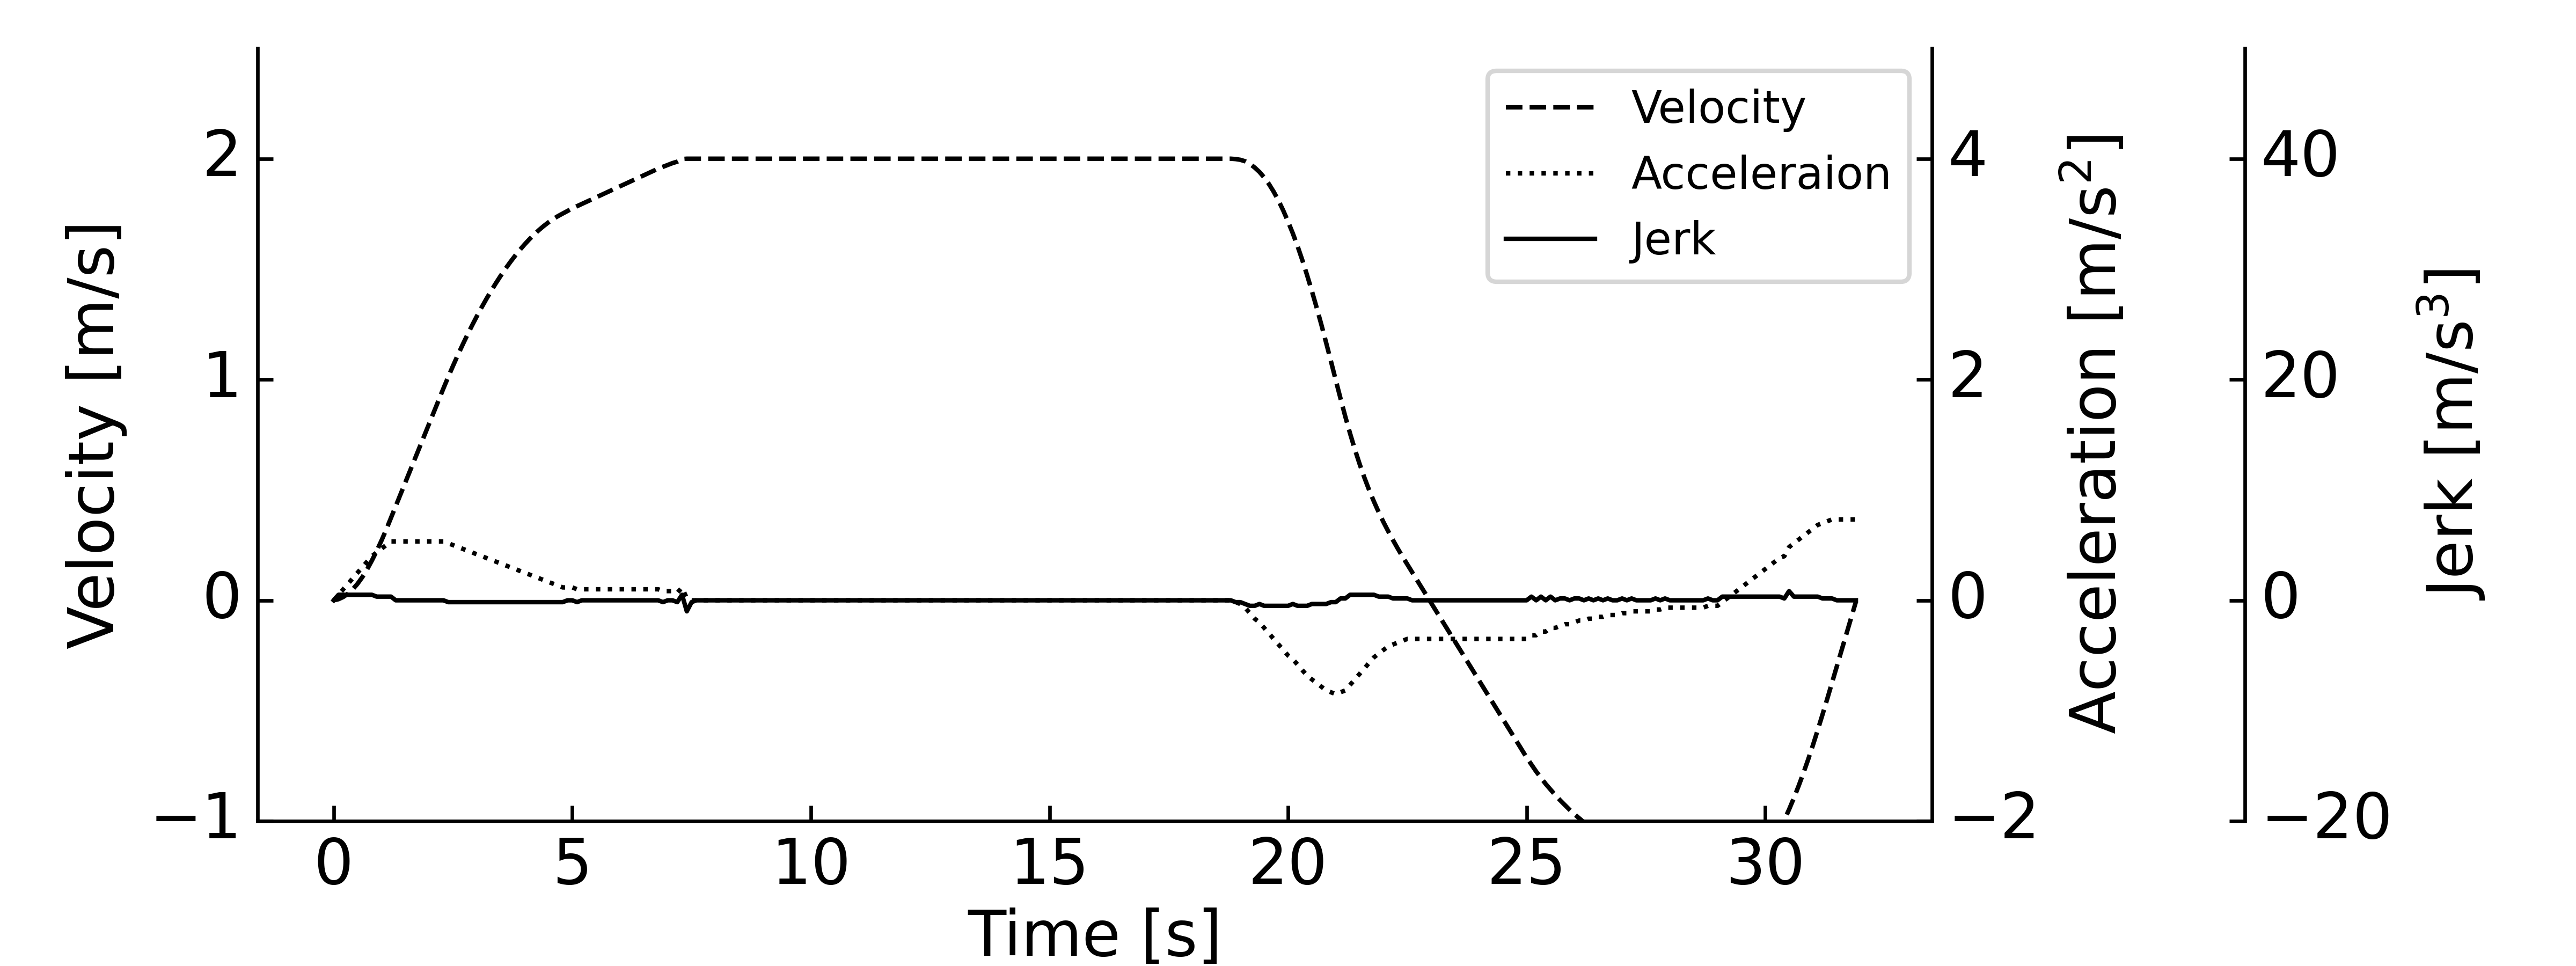 Velocity [m/s]
2
1
0
−1
0 5 10 15 20 25 30
Time [s]
Velocity
Acceleraion
Jerk
4
2
0
−2
Acceleration [m/s²]
40
20
0
−20
Jerk [m/s³]